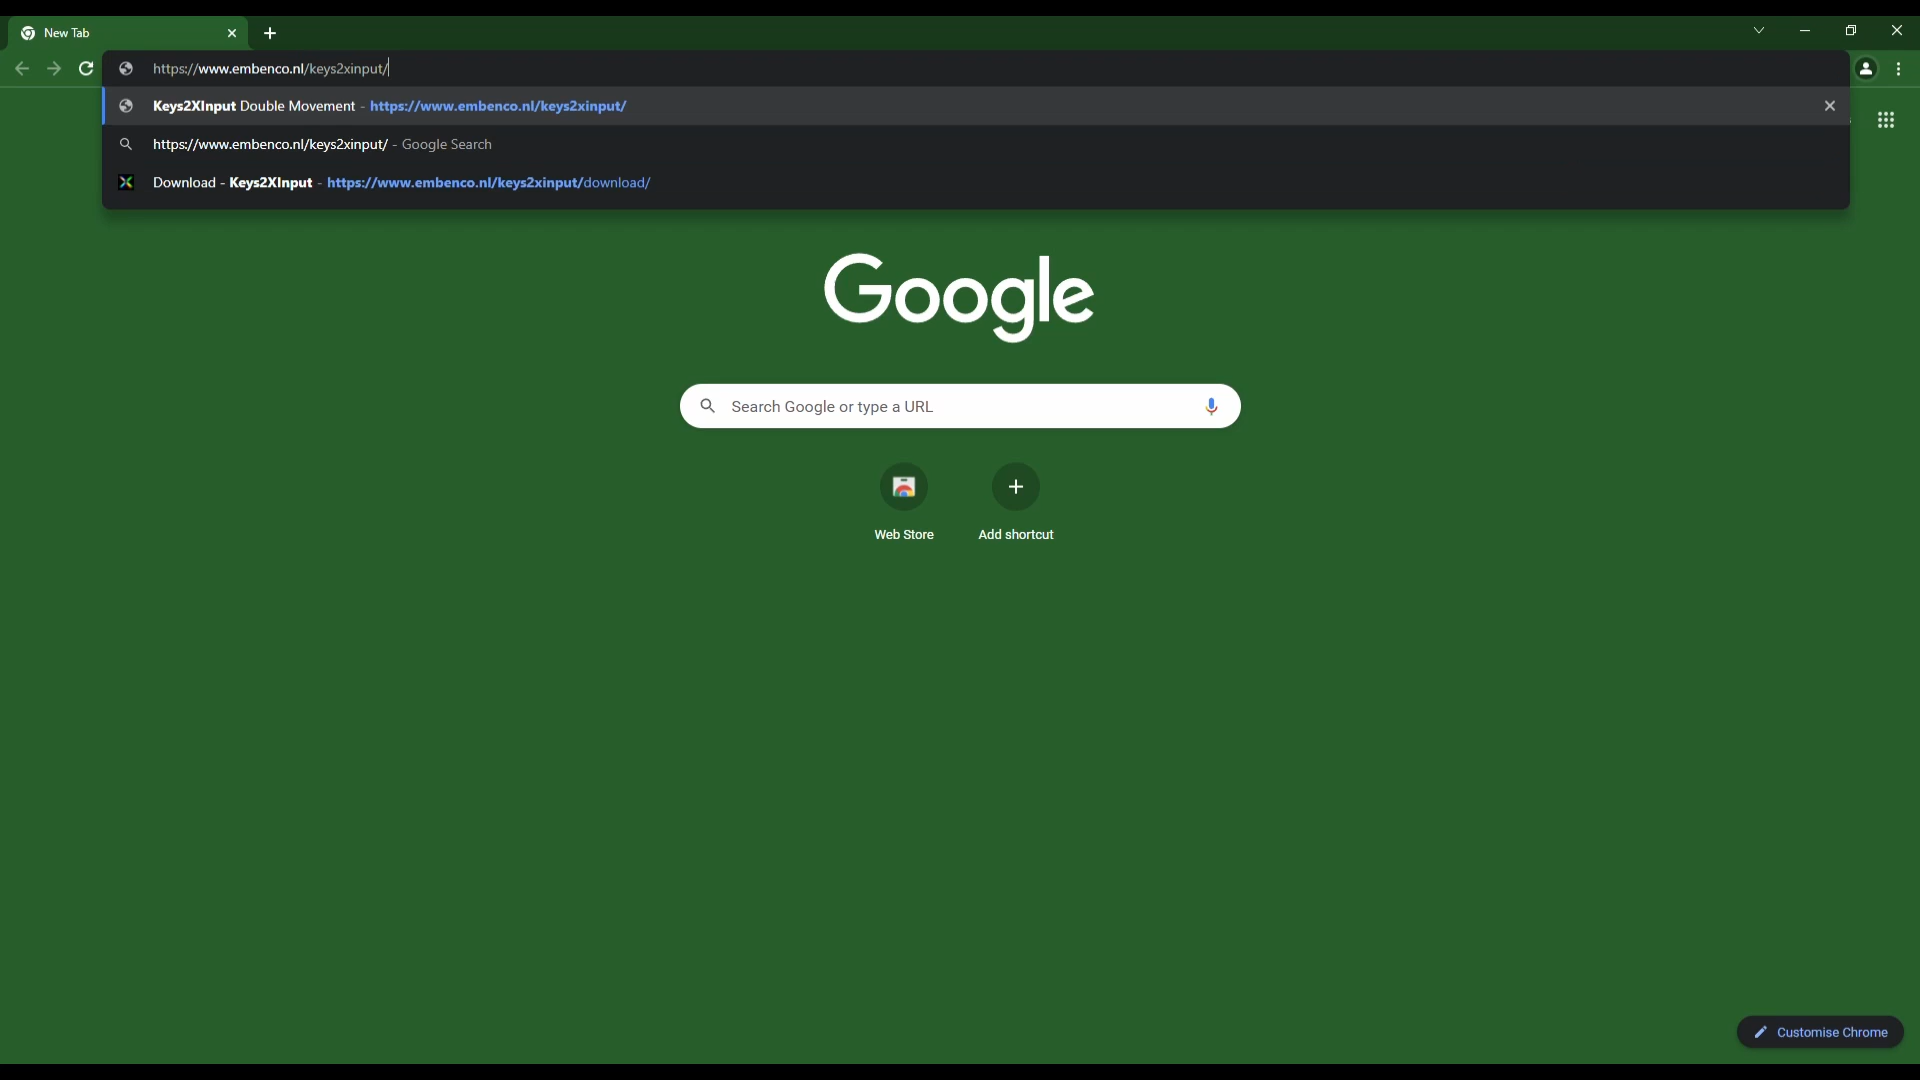 New Tab
https://www.embenco.nl/keys2xinput/
Keys2XInput Double Movement - https://www.embenco.nl/keys2xinput/
https://www.embenco.nl/keys2xinput/ - Google Search
Download - Keys2XInput - https://www.embenco.nl/keys2xinput/download/
Google
Search Google or type a URL
Web Store
Add shortcut
Customise Chrome